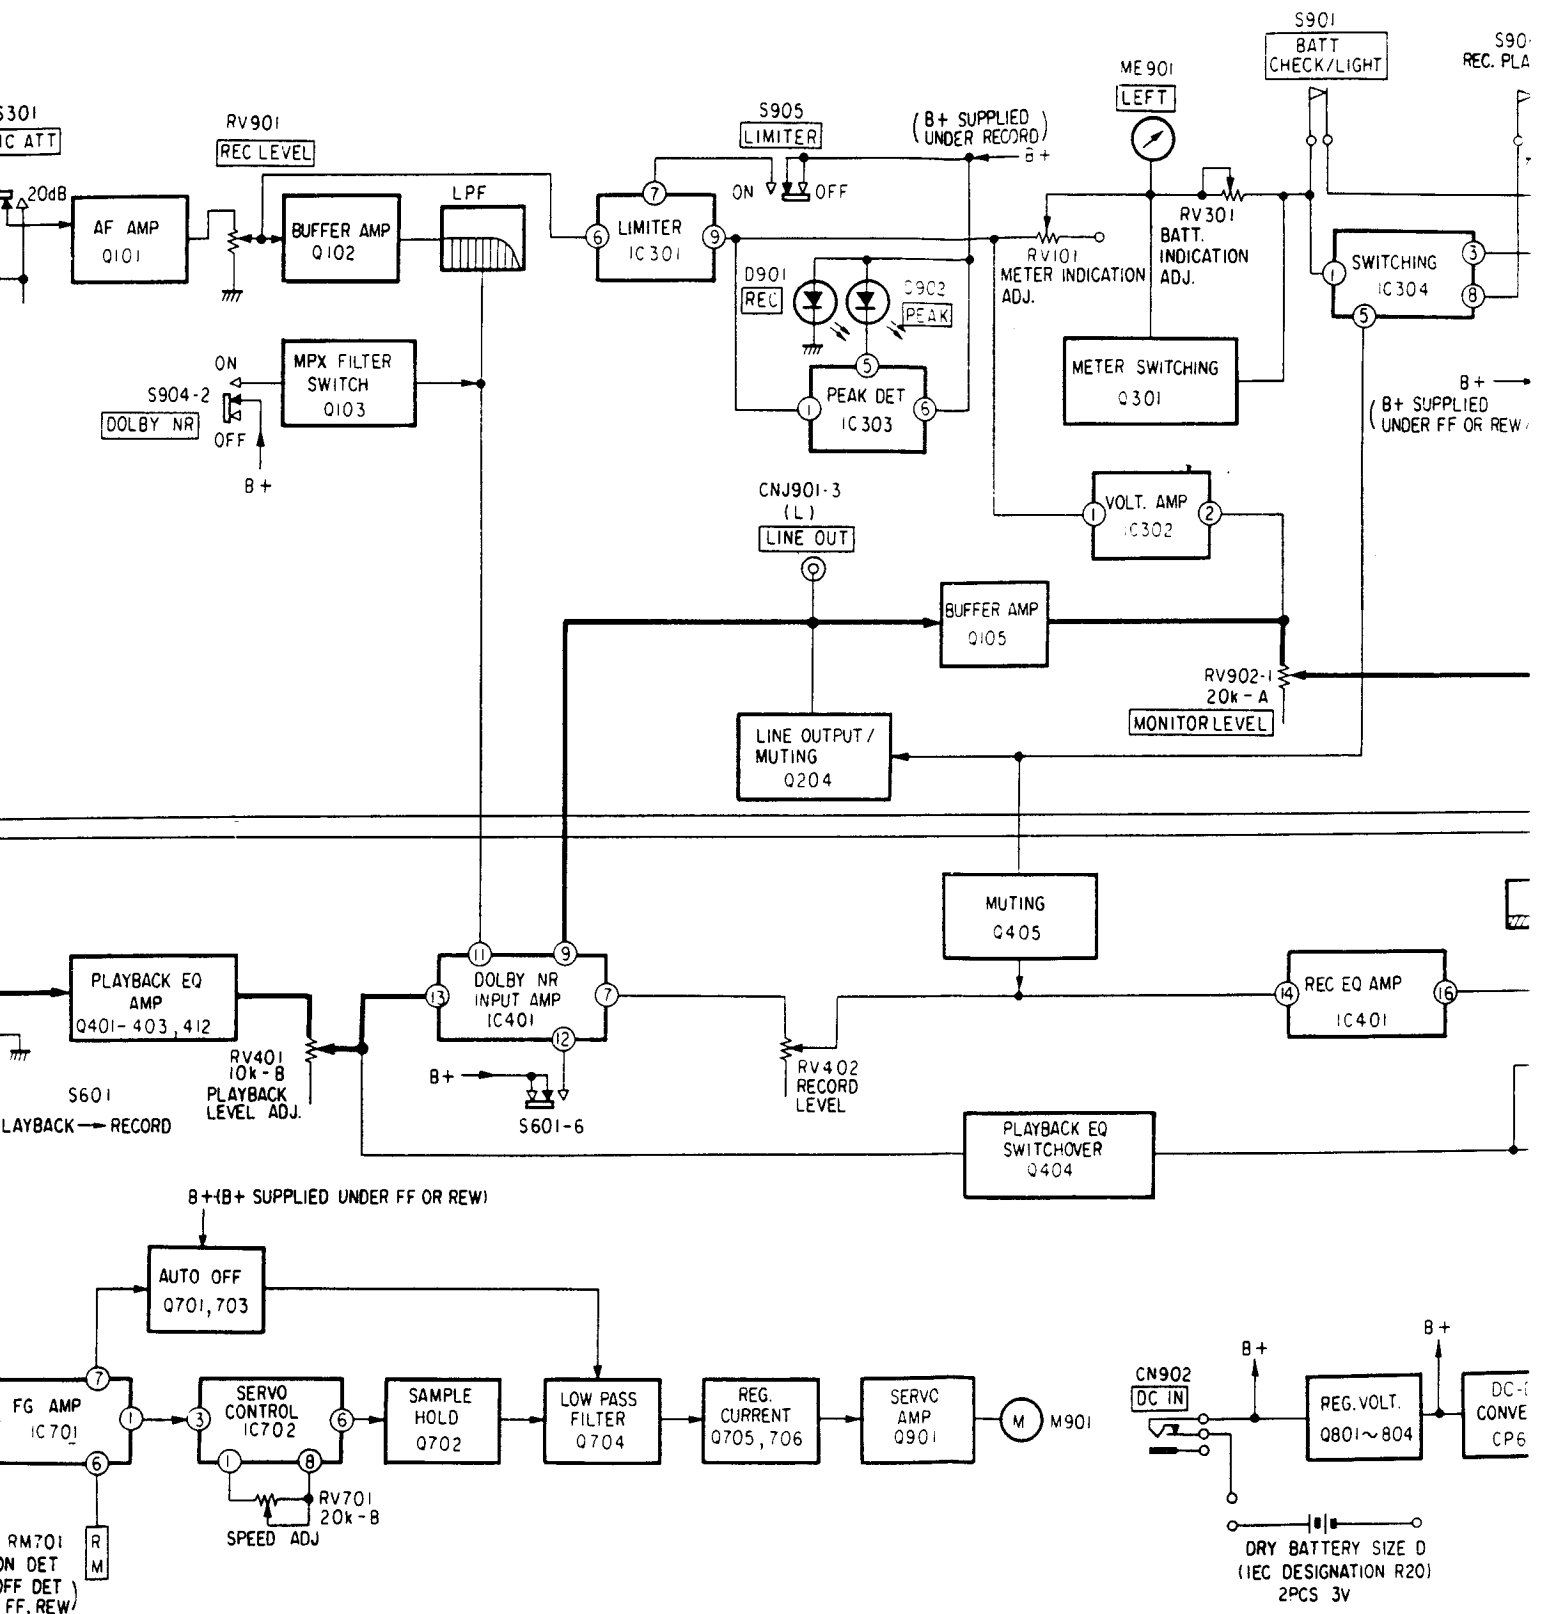 S301
IC ATT
20dB
AF AMP
Q101
RV901
REC LEVEL
BUFFER AMP
Q102
LPF
MPX FILTER
SWITCH
Q103
ON
S904-2
DOLBY NR
OFF
B+
S905
LIMITER
ON
OFF
7
LIMITER
IC301
6
9
(B+ SUPPLIED
UNDER RECORD)
B+
D901
REC
D902
PEAK
5
PEAK DET
IC303
1
6
ME901
LEFT
RV101
METER INDICATION
ADJ.
RV301
BATT.
INDICATION
ADJ.
S901
BATT
CHECK/LIGHT
S90
REC. PLA
SWITCHING
IC304
1
3
8
5
METER SWITCHING
Q301
B+
(B+ SUPPLIED
UNDER FF OR REW
VOLT. AMP
IC302
1
2
CNJ901-3
(L)
LINE OUT
BUFFER AMP
Q105
RV902-1
20k-A
MONITOR LEVEL
LINE OUTPUT/
MUTING
Q204
MUTING
Q405
PLAYBACK EQ
AMP
Q401-403, 412
RV401
10k-B
PLAYBACK
LEVEL ADJ.
S601
LAYBACK → RECORD
11
9
13
DOLBY NR
INPUT AMP
IC401
7
12
B+
S601-6
RV402
RECORD
LEVEL
14
REC EQ AMP
IC401
16
PLAYBACK EQ
SWITCHOVER
Q404
B+(B+ SUPPLIED UNDER FF OR REW)
AUTO OFF
Q701, 703
7
FG AMP
IC701
1
6
3
SERVO
CONTROL
IC702
6
1
8
RV701
20k-B
SPEED ADJ
SAMPLE
HOLD
Q702
LOW PASS
FILTER
Q704
REG.
CURRENT
Q705, 706
SERVO
AMP
Q901
M
M901
CN902
DC IN
B+
REG. VOLT.
Q801~804
B+
DC-
CONVE
CP6
RM701
ON DET
OFF DET
FF, REW)
R
M
DRY BATTERY SIZE D
(IEC DESIGNATION R20)
2PCS 3V